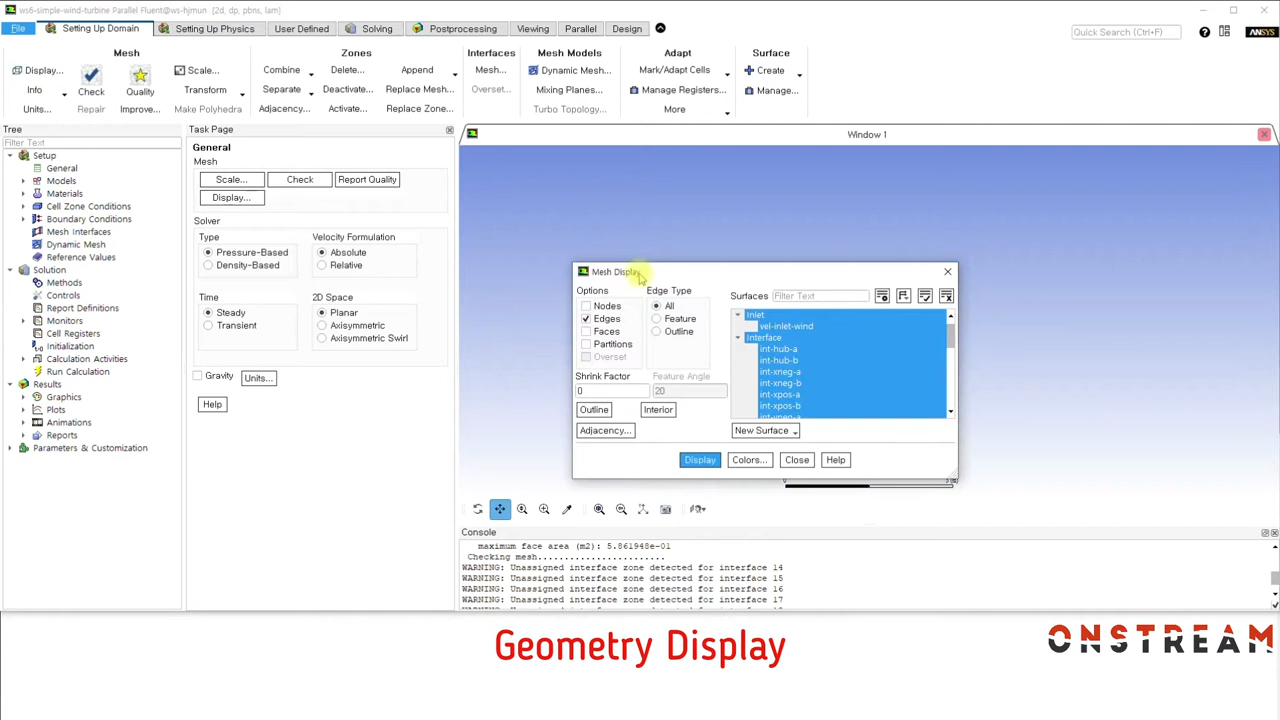 ws6-simple-wind-turbine Parallel Fluent@ws-hjmun [2d, dp, pbns, lam]
File Setting Up Domain Setting Up Physics User Defined Solving Postprocessing Viewing Parallel Design Quick Search (Ctrl+F) ANSYS
Mesh Zones Interfaces Mesh Models Adapt Surface
Display... Scale... Combine Delete... Append Mesh... Dynamic Mesh... Mark/Adapt Cells Create
Info Check Quality Transform Separate Deactivate... Replace Mesh... Overset... Mixing Planes... Manage Registers... Manage...
Units... Repair Improve... Make Polyhedra Adjacency... Activate... Replace Zone... Turbo Topology... More
Tree
Filter Text
Setup
General
Models
Materials
Cell Zone Conditions
Boundary Conditions
Mesh Interfaces
Dynamic Mesh
Reference Values
Solution
Methods
Controls
Report Definitions
Monitors
Cell Registers
Initialization
Calculation Activities
Run Calculation
Results
Graphics
Plots
Animations
Reports
Parameters & Customization
Task Page
General
Mesh
Scale... Check Report Quality
Display...
Solver
Type Velocity Formulation
Pressure-Based Absolute
Density-Based Relative
Time 2D Space
Steady Planar
Transient Axisymmetric
Axisymmetric Swirl
Gravity Units...
Help
Window 1
Mesh Display
Options Edge Type Surfaces Filter Text
Nodes All
Edges Feature
Faces Outline
Partitions
Overset
Shrink Factor Feature Angle
0 20
Outline Interior
Adjacency...
Inlet
vel-inlet-wind
Interface
int-hub-a
int-hub-b
int-xneg-a
int-xneg-b
int-xpos-a
int-xpos-b
int-yneg-a
New Surface
Display Colors... Close Help
Console
maximum face area (m2): 5.861948e-01
Checking mesh.......................
WARNING: Unassigned interface zone detected for interface 14
WARNING: Unassigned interface zone detected for interface 15
WARNING: Unassigned interface zone detected for interface 16
WARNING: Unassigned interface zone detected for interface 17
Geometry Display
ONSTREAM